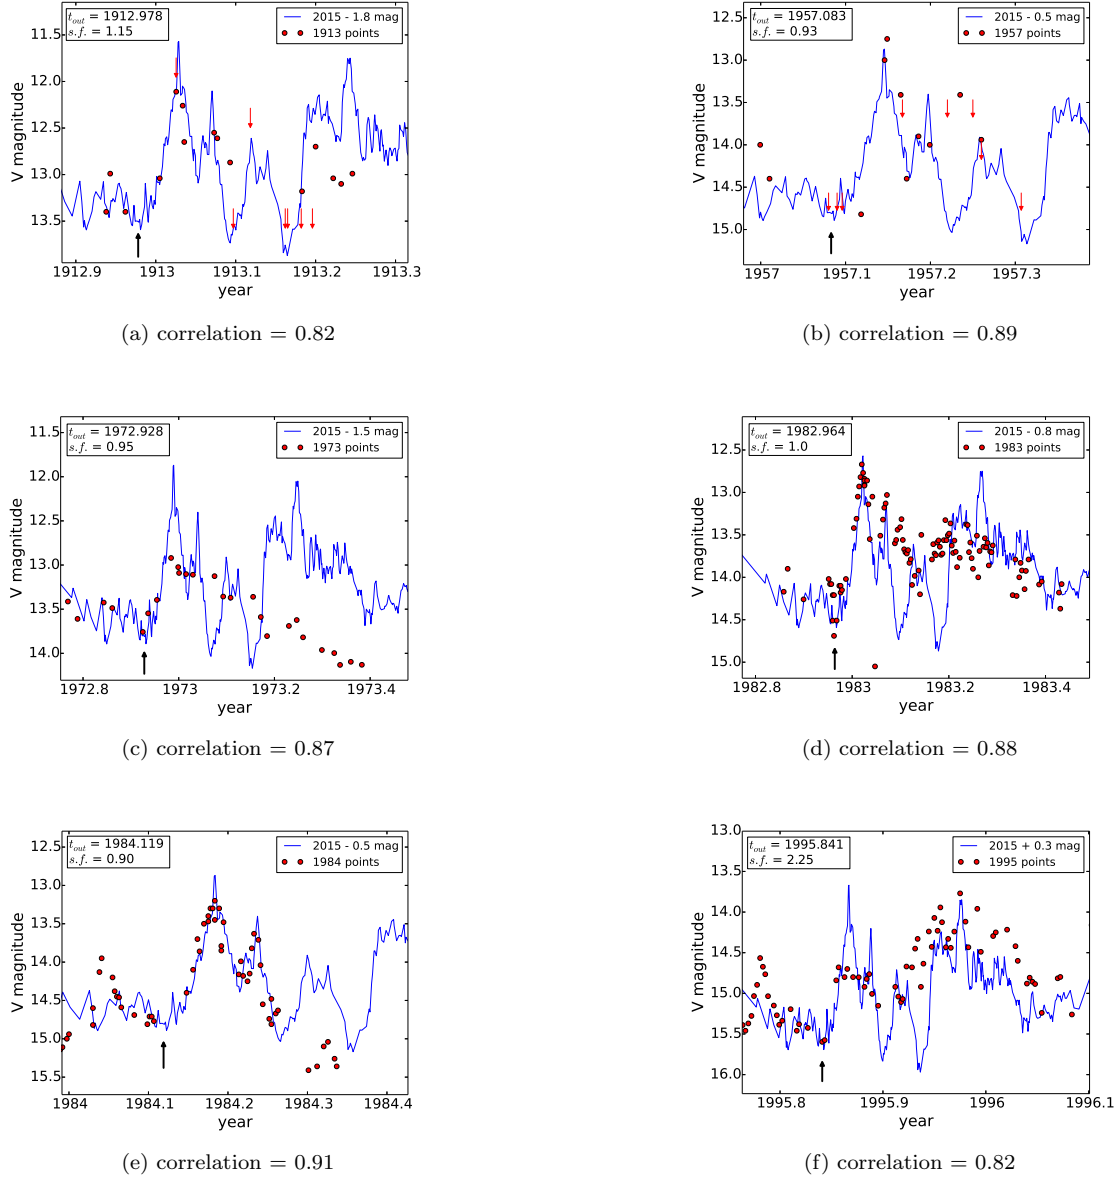 t_out = 1912.978
s.f. = 1.15
2015 - 1.8 mag
1913 points
11.5
12.0
12.5
13.0
13.5
V magnitude
1912.9 1913 1913.1 1913.2 1913.3
year
(a) correlation = 0.82
t_out = 1957.083
s.f. = 0.93
2015 - 0.5 mag
1957 points
12.5
13.0
13.5
14.0
14.5
15.0
V magnitude
1957 1957.1 1957.2 1957.3
year
(b) correlation = 0.89
t_out = 1972.928
s.f. = 0.95
2015 - 1.5 mag
1973 points
11.5
12.0
12.5
13.0
13.5
14.0
V magnitude
1972.8 1973 1973.2 1973.4
year
(c) correlation = 0.87
t_out = 1982.964
s.f. = 1.0
2015 - 0.8 mag
1983 points
12.5
13.0
13.5
14.0
14.5
15.0
V magnitude
1982.8 1983 1983.2 1983.4
year
(d) correlation = 0.88
t_out = 1984.119
s.f. = 0.90
2015 - 0.5 mag
1984 points
12.5
13.0
13.5
14.0
14.5
15.0
15.5
V magnitude
1984 1984.1 1984.2 1984.3 1984.4
year
(e) correlation = 0.91
t_out = 1995.841
s.f. = 2.25
2015 + 0.3 mag
1995 points
13.0
13.5
14.0
14.5
15.0
15.5
16.0
V magnitude
1995.8 1995.9 1996 1996.1
year
(f) correlation = 0.82